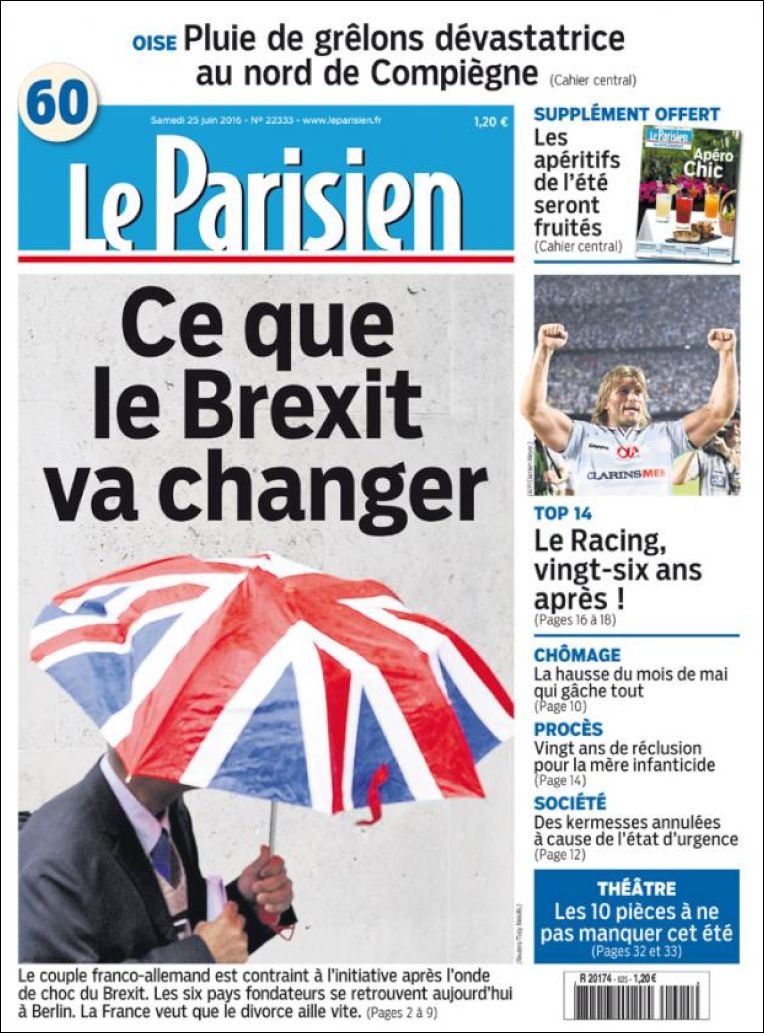 OISE Pluie de grêlons dévastatrice
au nord de Compiègne (Cahier central)
60
Samedi 25 juin 2016 - N° 22333 - www.leparisien.fr
1,20 €
Le Parisien
SUPPLÉMENT OFFERT
Les
apéritifs
de l'été
seront
fruités
(Cahier central)
Le Parisien
Apéro
Chic
Ce que
le Brexit
va changer
CLARINSMEN
TOP 14
Le Racing,
vingt-six ans
après !
(Pages 16 à 18)
CHÔMAGE
La hausse du mois de mai
qui gâche tout
(Page 10)
PROCÈS
Vingt ans de réclusion
pour la mère infanticide
(Page 14)
SOCIÉTÉ
Des kermesses annulées
à cause de l'état d'urgence
(Page 12)
THÉÂTRE
Les 10 pièces à ne
pas manquer cet été
(Pages 32 et 33)
Le couple franco-allemand est contraint à l'initiative après l'onde
de choc du Brexit. Les six pays fondateurs se retrouvent aujourd'hui
à Berlin. La France veut que le divorce aille vite. (Pages 2 à 9)
R 20174 - 625 - 1,20 €